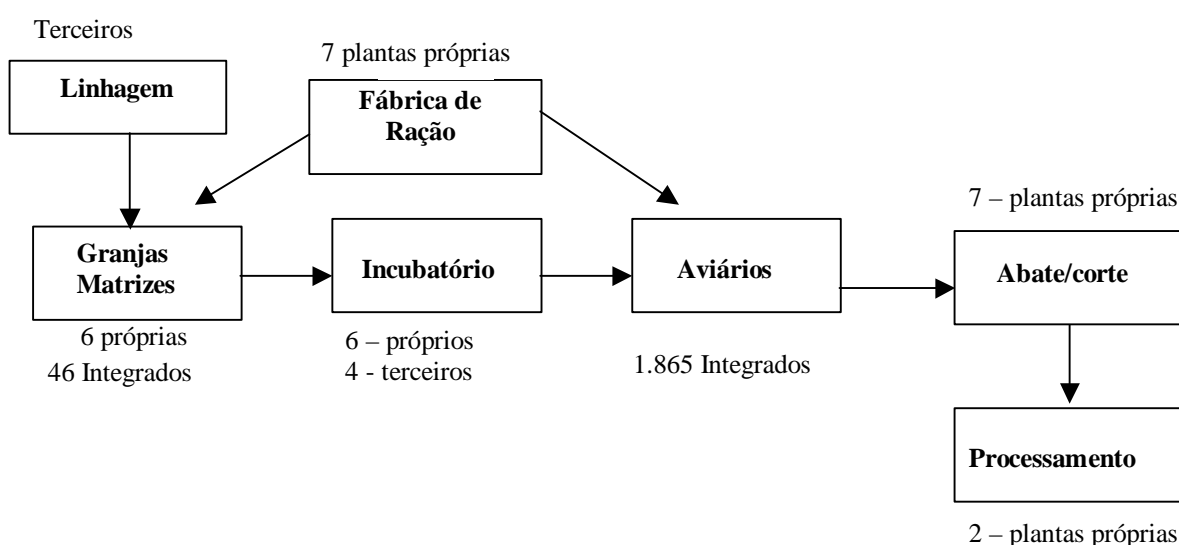 Terceiros
Linhagem
7 plantas próprias
Fábrica de
Ração
Granjas
Matrizes
6 próprias
46 Integrados
Incubatório
6 – próprios
4 - terceiros
Aviários
1.865 Integrados
7 – plantas próprias
Abate/corte
Processamento
2 – plantas próprias